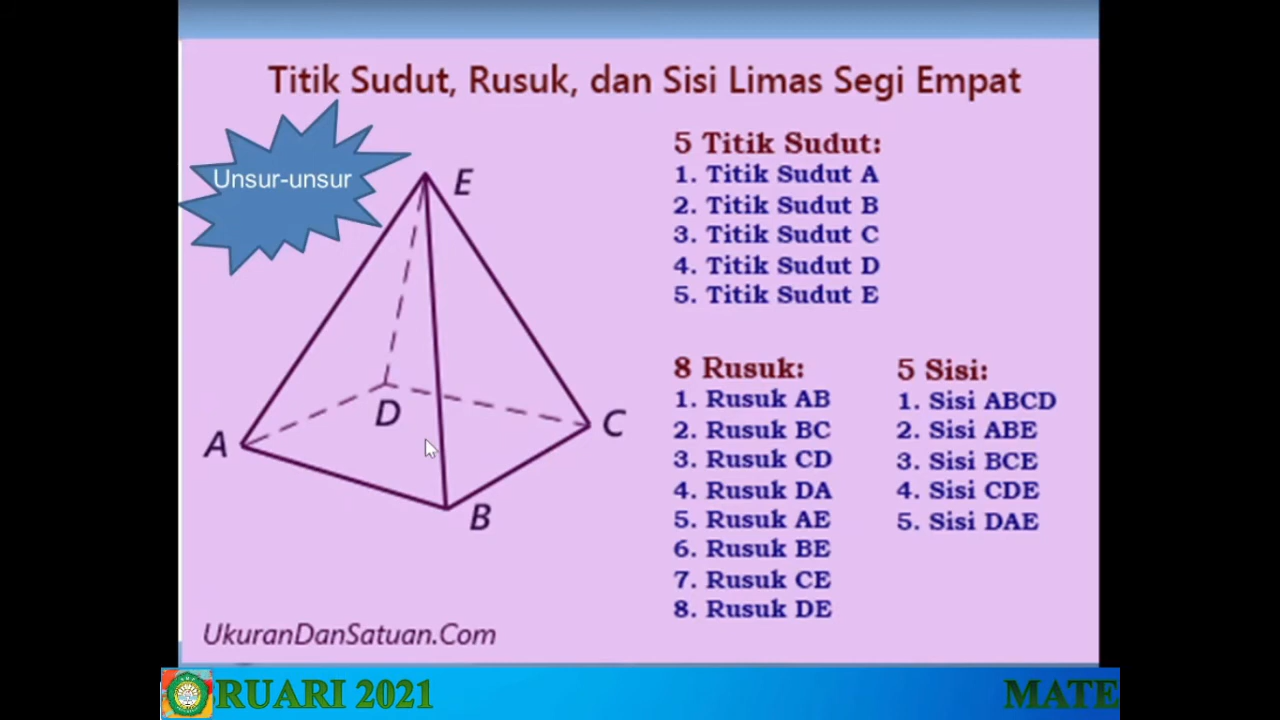 Titik Sudut, Rusuk, dan Sisi Limas Segi Empat
Unsur-unsur
E
D
A
C
B
5 Titik Sudut:
1. Titik Sudut A
2. Titik Sudut B
3. Titik Sudut C
4. Titik Sudut D
5. Titik Sudut E
8 Rusuk:
1. Rusuk AB
2. Rusuk BC
3. Rusuk CD
4. Rusuk DA
5. Rusuk AE
6. Rusuk BE
7. Rusuk CE
8. Rusuk DE
5 Sisi:
1. Sisi ABCD
2. Sisi ABE
3. Sisi BCE
4. Sisi CDE
5. Sisi DAE
UkuranDanSatuan.Com
RUARI 2021
MATE